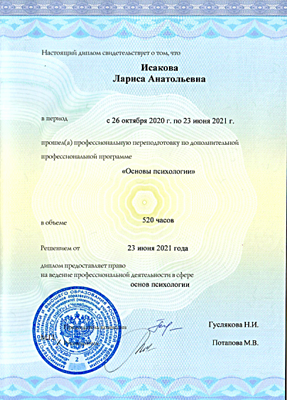 Настоящий диплом свидетельствует о том, что
Исакова
Лариса Анатольевна
в период с 26 октября 2020 г. по 23 июня 2021 г.
прошел(а) профессиональную переподготовку по дополнительной
профессиональной программе
«Основы психологии»
в объеме 520 часов
Решением от 23 июня 2021 года
диплом предоставляет право
на ведение профессиональной деятельности в сфере
основ психологии
Гуслякова Н.И.
Потапова М.В.